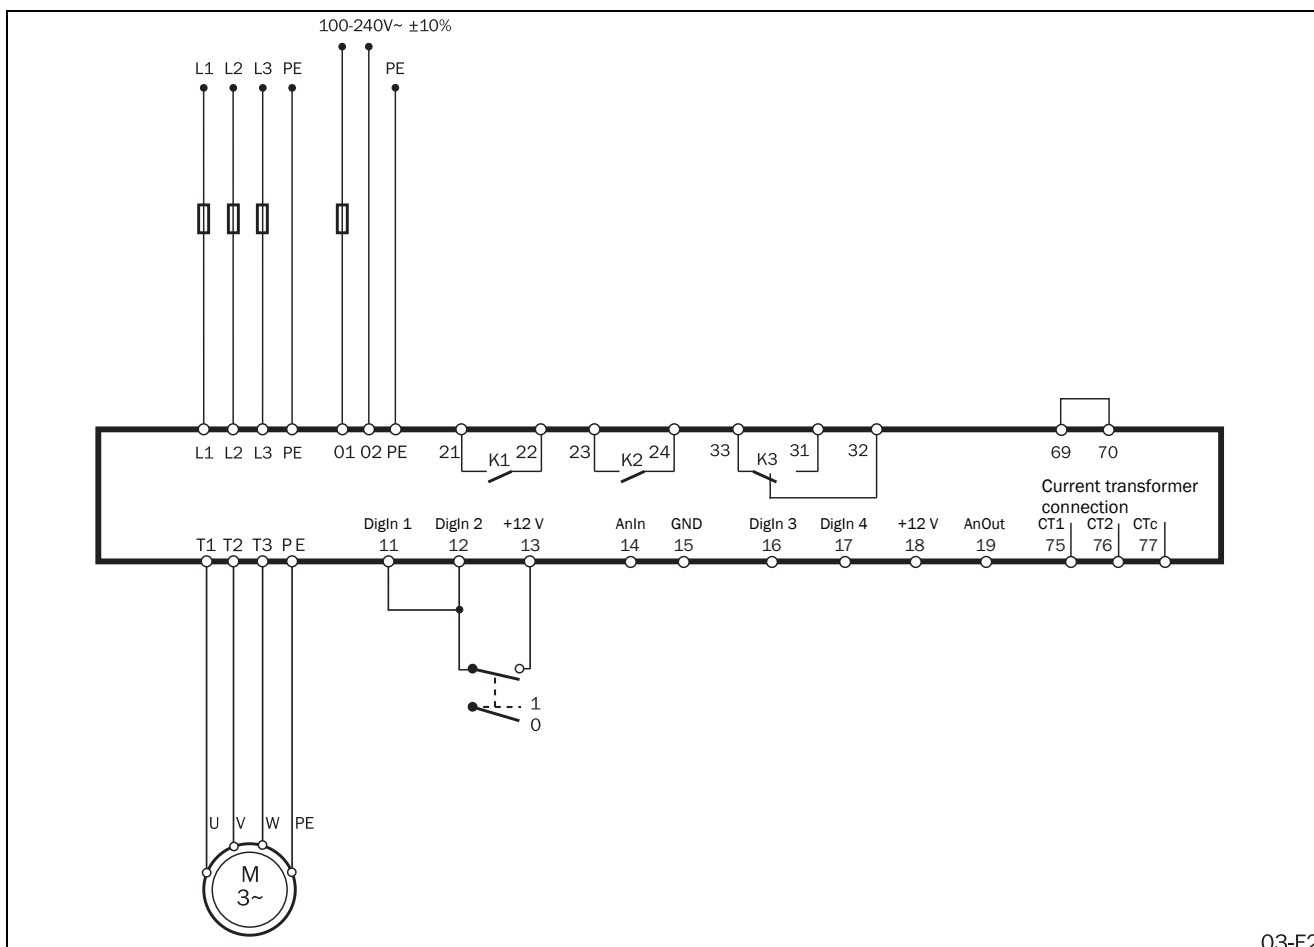 100-240V~ ±10%
L1 L2 L3 PE PE
L1 L2 L3 PE 01 02 PE 21 K1 22 23 K2 24 33 K3 31 32 69 70
Current transformer
connection
DigIn 1 DigIn 2 +12 V AnIn GND DigIn 3 DigIn 4 +12 V AnOut CT1 CT2 CTc
T1 T2 T3 PE 11 12 13 14 15 16 17 18 19 75 76 77
1
0
U V W PE
M
3~